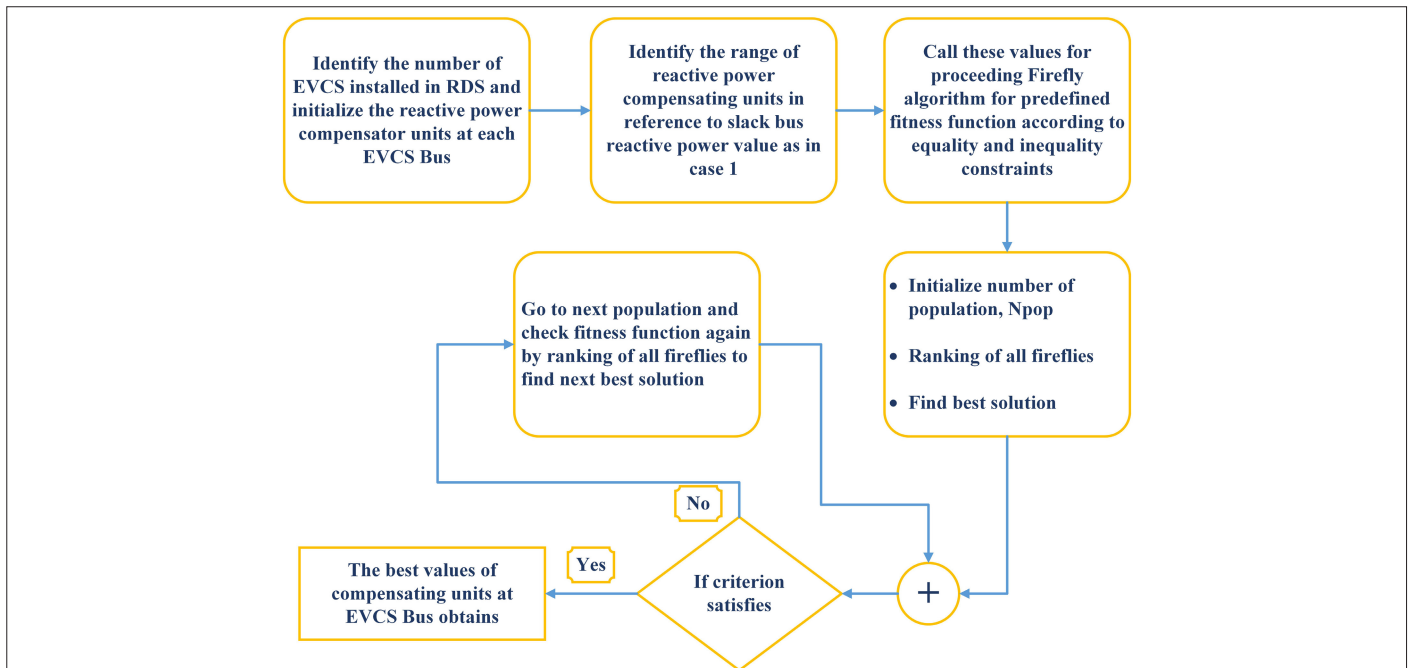 Identify the number of
EVCS installed in RDS and
initialize the reactive power
compensator units at each
EVCS Bus
Identify the range of
reactive power
compensating units in
reference to slack bus
reactive power value as in
case 1
Call these values for
proceeding Firefly
algorithm for predefined
fitness function according to
equality and inequality
constraints
• Initialize number of
population, Npop
• Ranking of all fireflies
• Find best solution
Go to next population and
check fitness function again
by ranking of all fireflies to
find next best solution
No
Yes
If criterion
satisfies
+
The best values of
compensating units at
EVCS Bus obtains